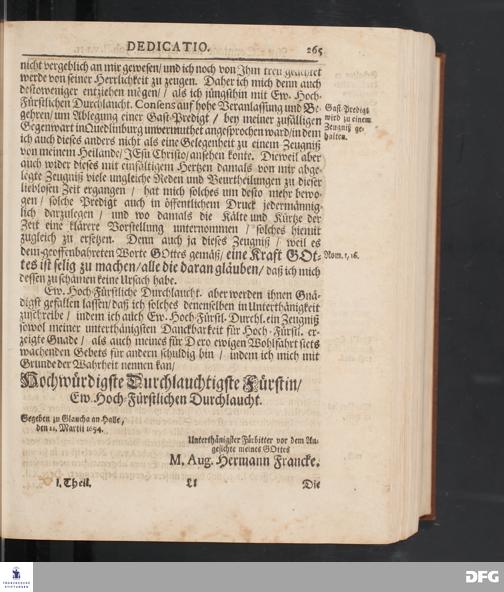 DEDICATIO. 265
nicht vergeblich an mir gewesen/ und ich noch von Ihm treu geachtet
werde von seiner Herrlichkeit zu zeugen. Daher ich mich denn auch
destoweniger entziehen mögen/ als ich jüngsthin mit Ew. Hoch-
Fürstlichen Durchlaucht. Consens auf hohe Veranlassung und Be-
gehren/ um Ablegung einer Gast-Predigt / bey meiner zufälligen
Gegenwart in Quedlinburg unvermuthet angesprochen ward/ in dem
ich auch dieses anders nicht als eine Gelegenheit zu einem Zeugniß
von meinem Heilande/ JEsu Christo/ ansehen konte. Dieweil aber
auch wider dieses mit einfältigem Hertzen damals von mir abge-
legte Zeugniß viele ungleiche Reden und Beurtheilungen zu dieser
lieblosen Zeit ergangen / hat mich solches um desto mehr bewo-
gen / solche Predigt auch in öffentlichem Druck jedermännig-
lich darzulegen / und wo damals die Kälte und Kürtze der
Zeit eine klärere Vorstellung unternommen / solches hiemit
zugleich zu ersetzen. Denn auch ja dieses Zeugniß / weil es
dem geoffenbahreten Worte GOttes gemäß/ eine Kraft GOt-
tes ist selig zu machen/ alle die daran gläuben/ daß ich mich
dessen zu schämen keine Ursach habe.
Gast-Predigt
wird zu einem
Zeugniß ge-
halten.
Rom. 1, 16.
Ew. Hoch-Fürstliche Durchlaucht. aber werden ihnen Gnä-
digst gefallen lassen/ daß ich solches denenselben in Unterthänigkeit
zuschreibe / indem ich auch Ew. Hoch-Fürstl. Durchl. ein Zeugniß
sowol meiner unterthänigsten Danckbarkeit für Hoch-Fürstl. er-
zeigte Gnade / als auch meines für Dero ewigen Wohlfahrt stets
wachenden Gebets für andern schuldig bin / indem ich mich mit
Grunde der Wahrheit nennen kan/
Hochwürdigste Durchlauchtigste Fürstin/
Ew. Hoch-Fürstlichen Durchlaucht.
Gegeben zu Glaucha an Halle,
den 11. Martii 1694.
Unterthänigster Fürbitter vor dem An-
gesichte meines GOttes
M. Aug. Hermann Francke.
I. Theil. Ll Die
FRANCKESCHE
STIFTUNGEN
DFG